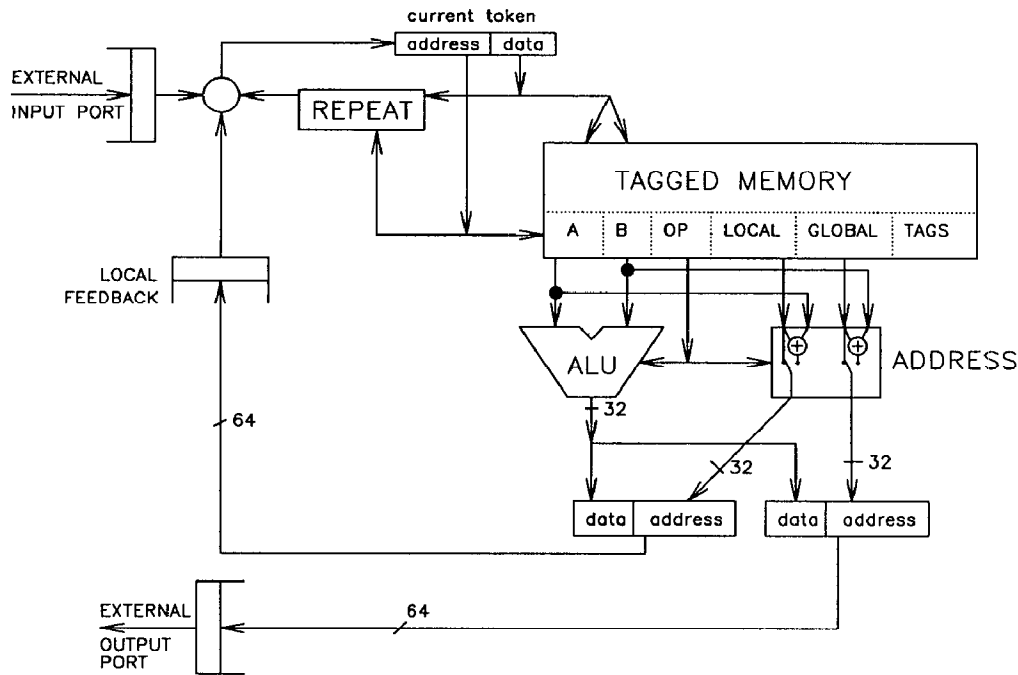 current token
address data
EXTERNAL
INPUT PORT
REPEAT
TAGGED MEMORY
A B OP LOCAL GLOBAL TAGS
LOCAL
FEEDBACK
+ +
ALU
ADDRESS
32
64
32
32
data address
data address
EXTERNAL
OUTPUT
PORT
64